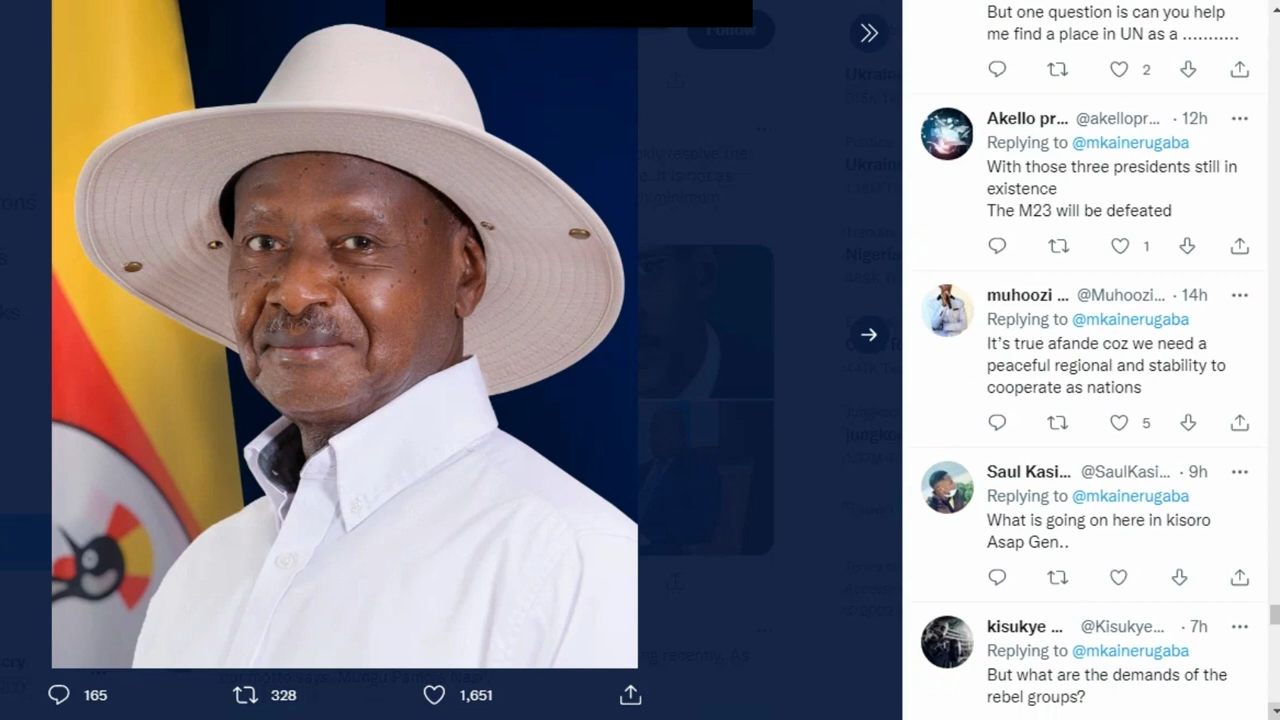 Follow
165
328
1,651
But one question is can you help
me find a place in UN as a ...........
2
Akello pr... @akellopr... · 12h
Replying to @mkainerugaba
With those three presidents still in
existence
The M23 will be defeated
1
muhoozi ... @Muhoozi... · 14h
Replying to @mkainerugaba
It's true afande coz we need a
peaceful regional and stability to
cooperate as nations
5
Saul Kasi... @SaulKasi... · 9h
Replying to @mkainerugaba
What is going on here in kisoro
Asap Gen..
kisukye ... @Kisukye... · 7h
Replying to @mkainerugaba
But what are the demands of the
rebel groups?